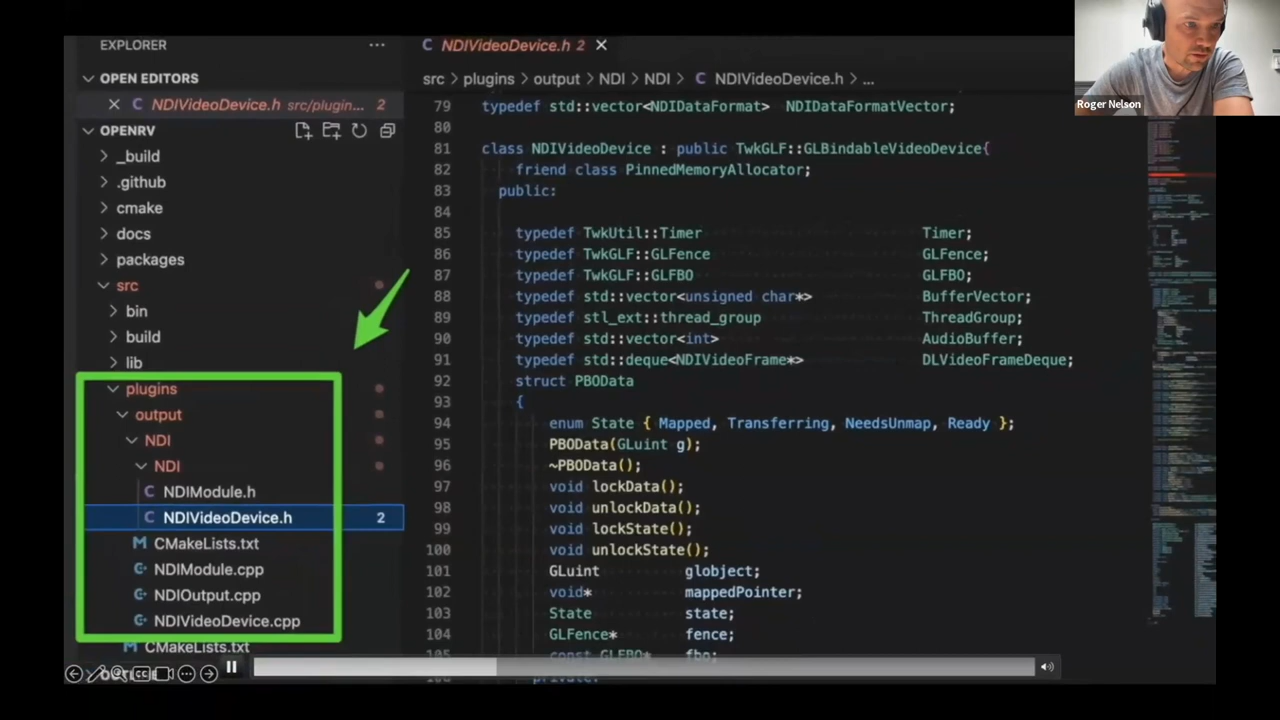 EXPLORER
OPEN EDITORS
NDIVideoDevice.h src/plugin... 2
OPENRV
_build
.github
cmake
docs
packages
src
bin
build
lib
plugins
output
NDI
NDI
NDIModule.h
NDIVideoDevice.h 2
CMakeLists.txt
NDIModule.cpp
NDIOutput.cpp
NDIVideoDevice.cpp
CMakeLists.txt
NDIVideoDevice.h 2
src > plugins > output > NDI > NDI > C NDIVideoDevice.h > ...
79 typedef std::vector<NDIDataFormat> NDIDataFormatVector;
80
81 class NDIVideoDevice : public TwkGLF::GLBindableVideoDevice{
82 friend class PinnedMemoryAllocator;
83 public:
84
85 typedef TwkUtil::Timer Timer;
86 typedef TwkGLF::GLFence GLFence;
87 typedef TwkGLF::GLFBO GLFBO;
88 typedef std::vector<unsigned char*> BufferVector;
89 typedef stl_ext::thread_group ThreadGroup;
90 typedef std::vector<int> AudioBuffer;
91 typedef std::deque<NDIVideoFrame*> DLVideoFrameDeque;
92 struct PBOData
93 {
94 enum State { Mapped, Transferring, NeedsUnmap, Ready };
95 PBOData(GLuint g);
96 ~PBOData();
97 void lockData();
98 void unlockData();
99 void lockState();
100 void unlockState();
101 GLuint globject;
102 void* mappedPointer;
103 State state;
104 GLFence* fence;
105 const GLFBO* fbo;
private:
Roger Nelson